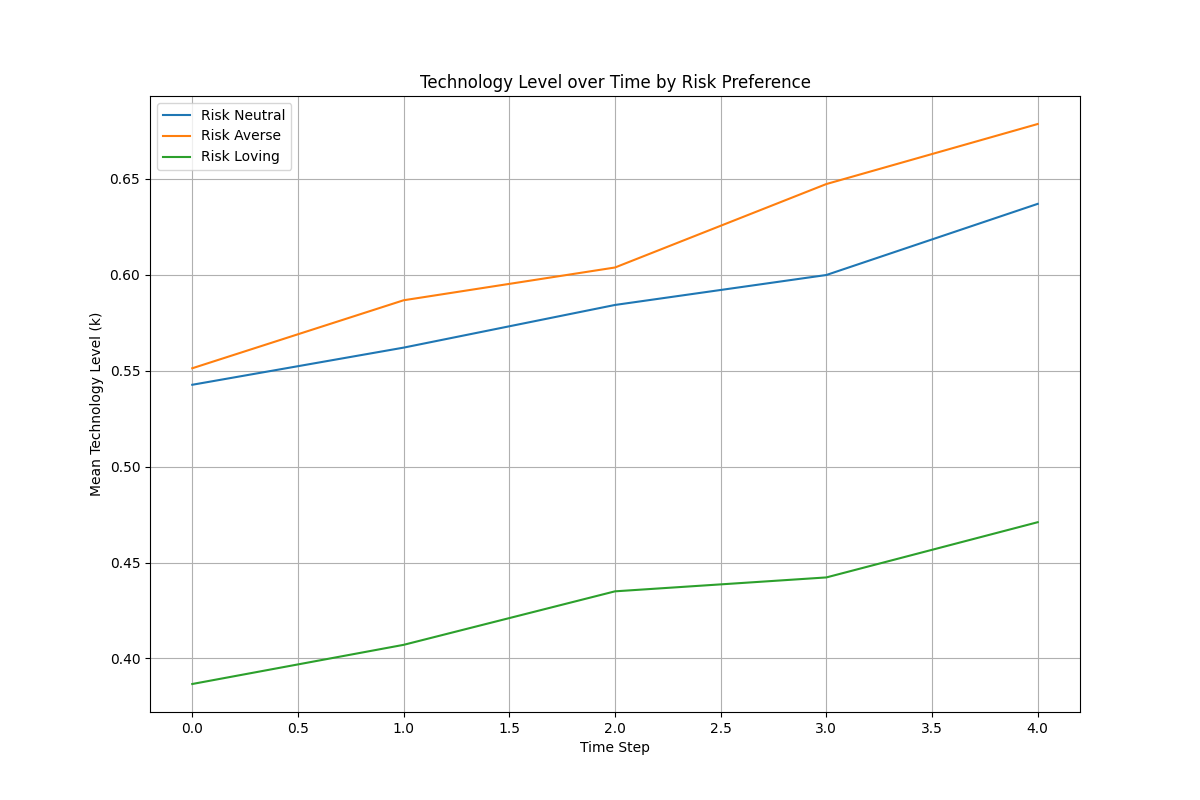 Technology Level over Time by Risk Preference
Risk Neutral
Risk Averse
Risk Loving
Mean Technology Level (k)
0.65
0.60
0.55
0.50
0.45
0.40
0.0 0.5 1.0 1.5 2.0 2.5 3.0 3.5 4.0
Time Step